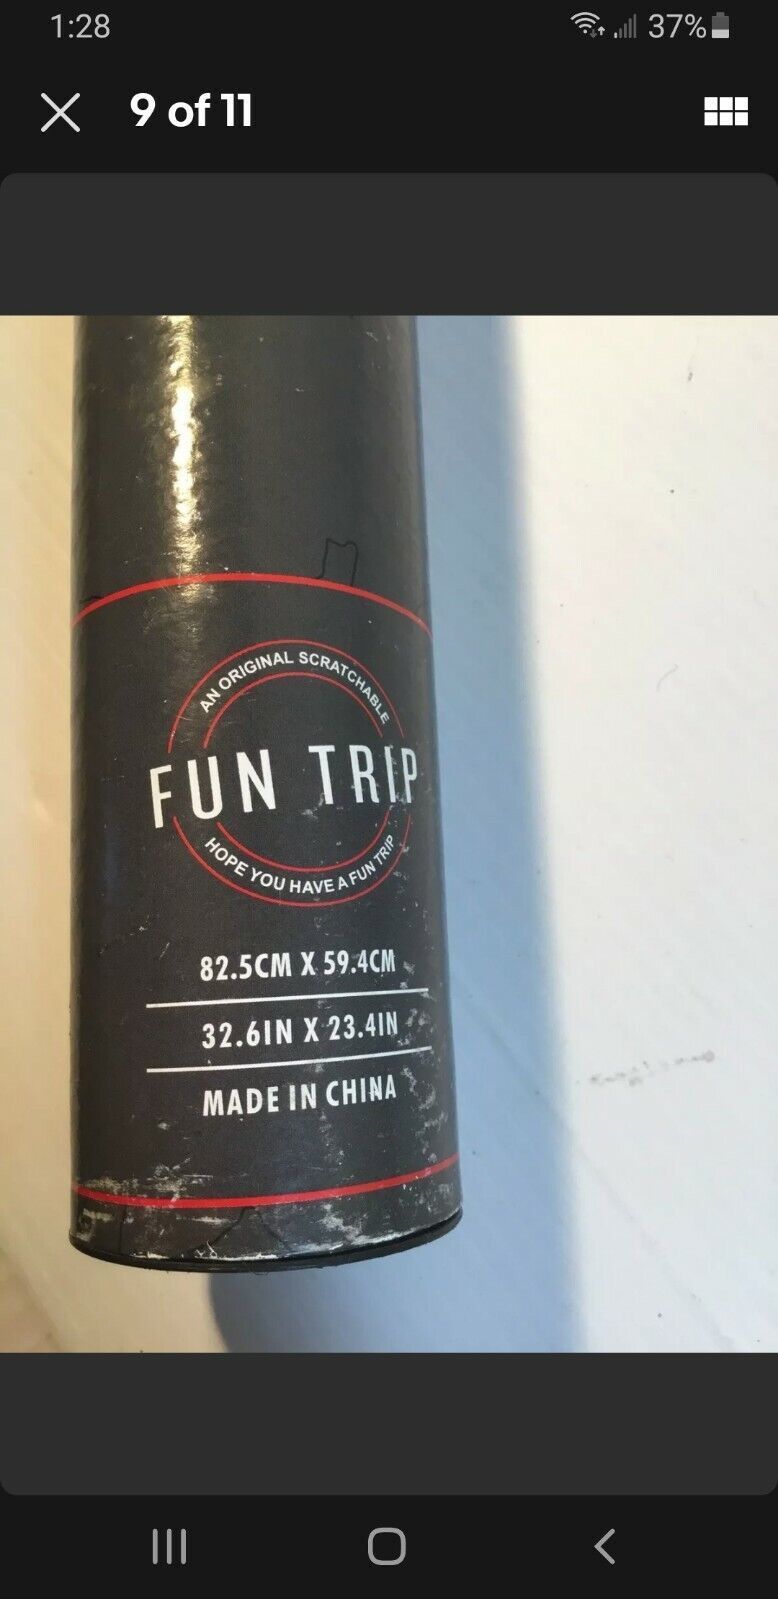 1:28
37%
9 of 11
AN ORIGINAL SCRATCHABLE
FUN TRIP
HOPE YOU HAVE A FUN TRIP
82.5CM X 59.4CM
32.6IN X 23.4IN
MADE IN CHINA